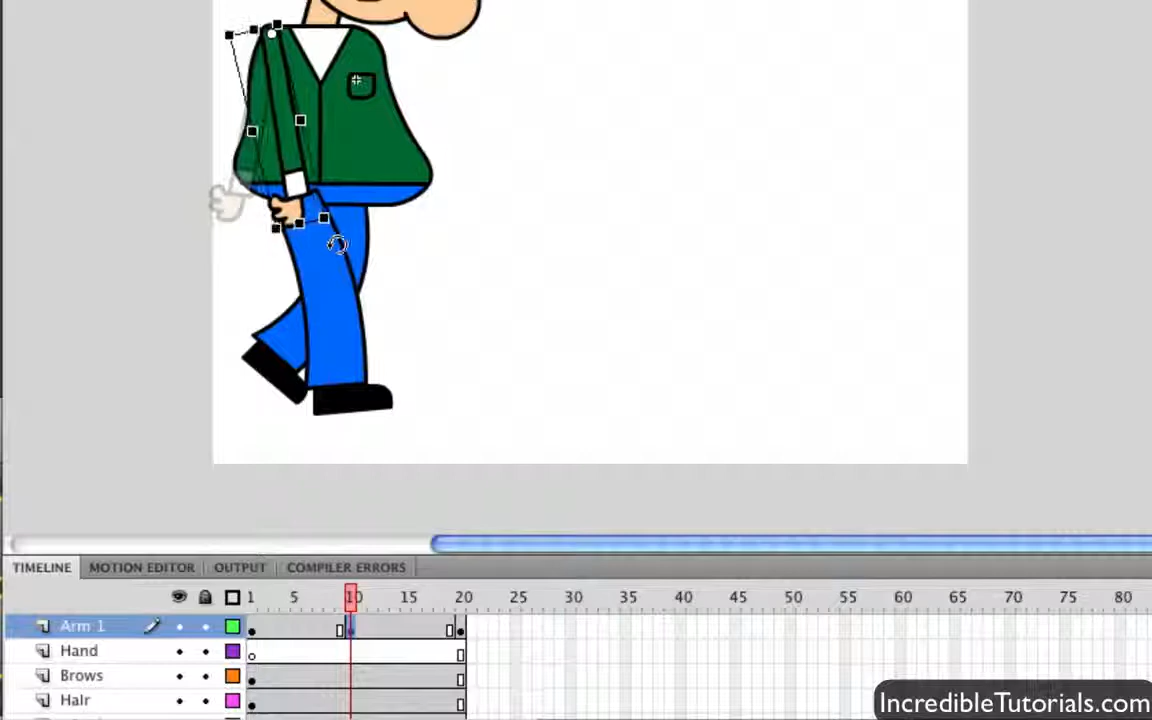 TIMELINE MOTION EDITOR OUTPUT COMPILER ERRORS
1 5 10 15 20 25 30 35 40 45 50 55 60 65 70 75 80
Arm 1
Hand
Brows
Hair
IncredibleTutorials.com